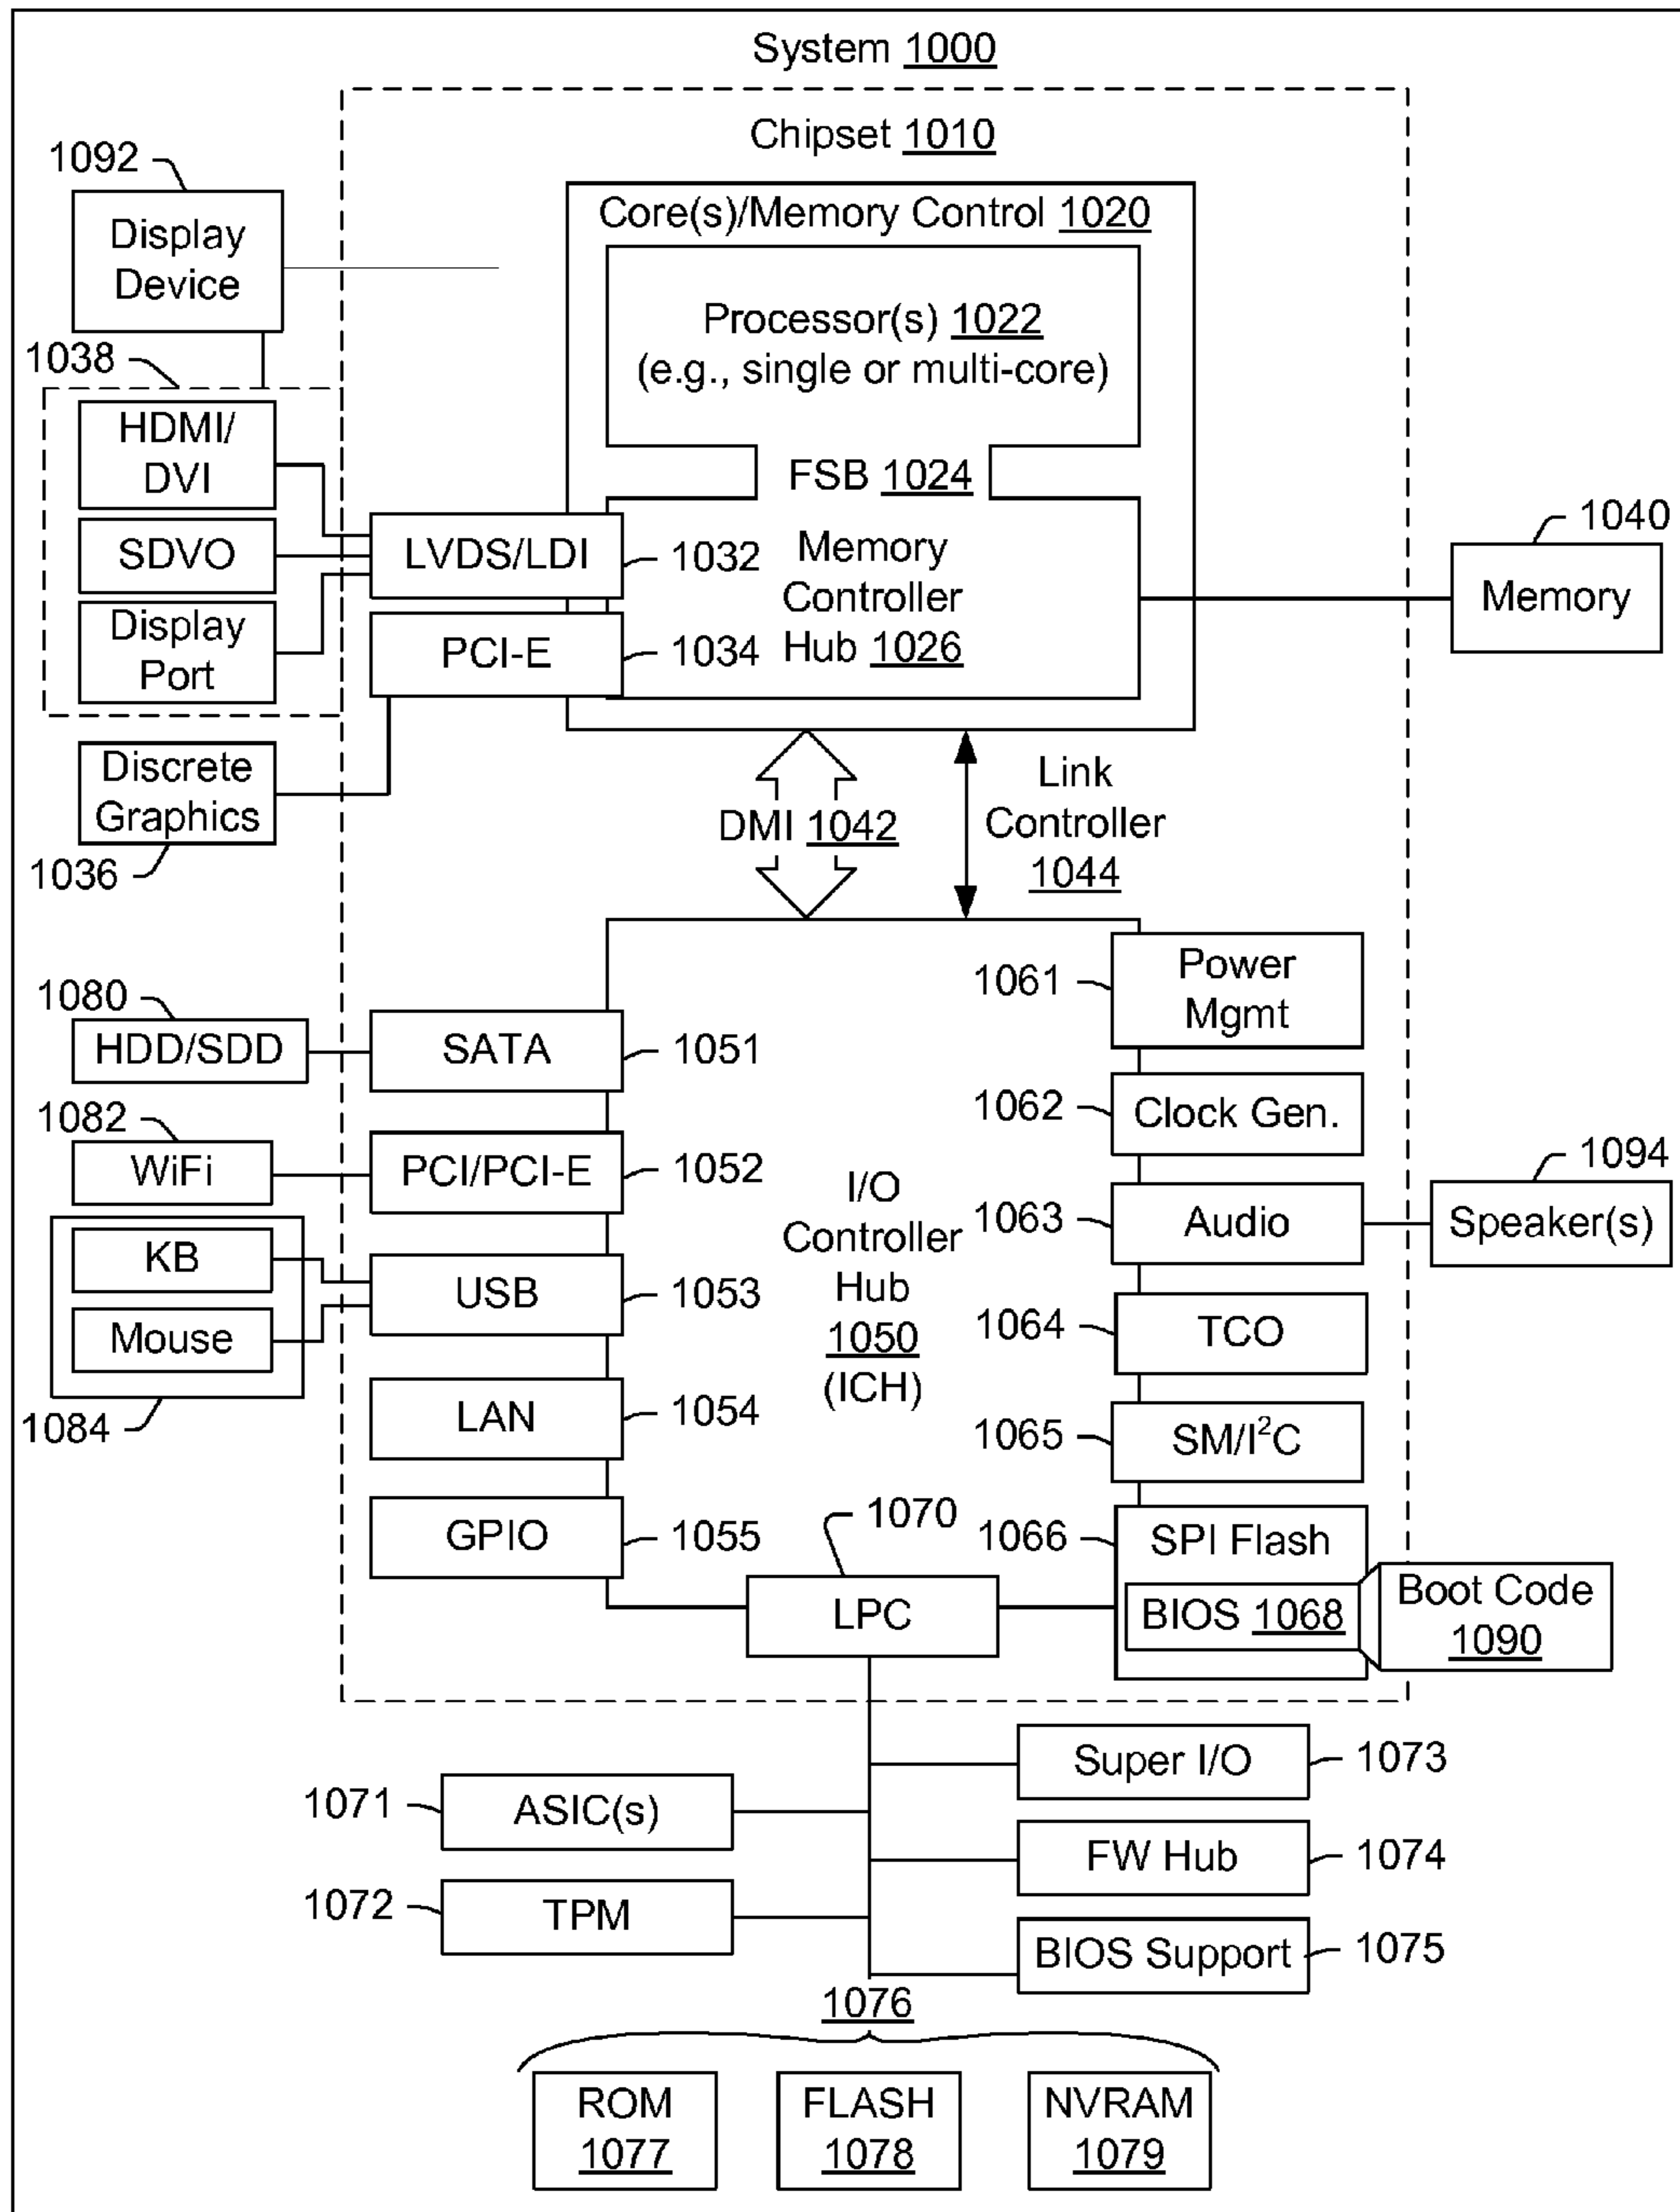 System 1000
Chipset 1010
1092
Display
Device
Core(s)/Memory Control 1020
Processor(s) 1022
(e.g., single or multi-core)
FSB 1024
Memory
Controller
Hub 1026
1038
HDMI/
DVI
SDVO
Display
Port
LVDS/LDI
1032
PCI-E
1034
1040
Memory
Discrete
Graphics
1036
DMI 1042
Link
Controller
1044
1080
HDD/SDD
SATA
1051
1082
WiFi
PCI/PCI-E
1052
KB
Mouse
1084
USB
1053
LAN
1054
GPIO
1055
I/O
Controller
Hub
1050
(ICH)
1061
Power
Mgmt
1062
Clock Gen.
1063
Audio
1094
Speaker(s)
1064
TCO
1065
SM/I²C
1066
SPI Flash
BIOS 1068
Boot Code
1090
1070
LPC
1071
ASIC(s)
1072
TPM
Super I/O
1073
FW Hub
1074
BIOS Support
1075
1076
ROM
1077
FLASH
1078
NVRAM
1079